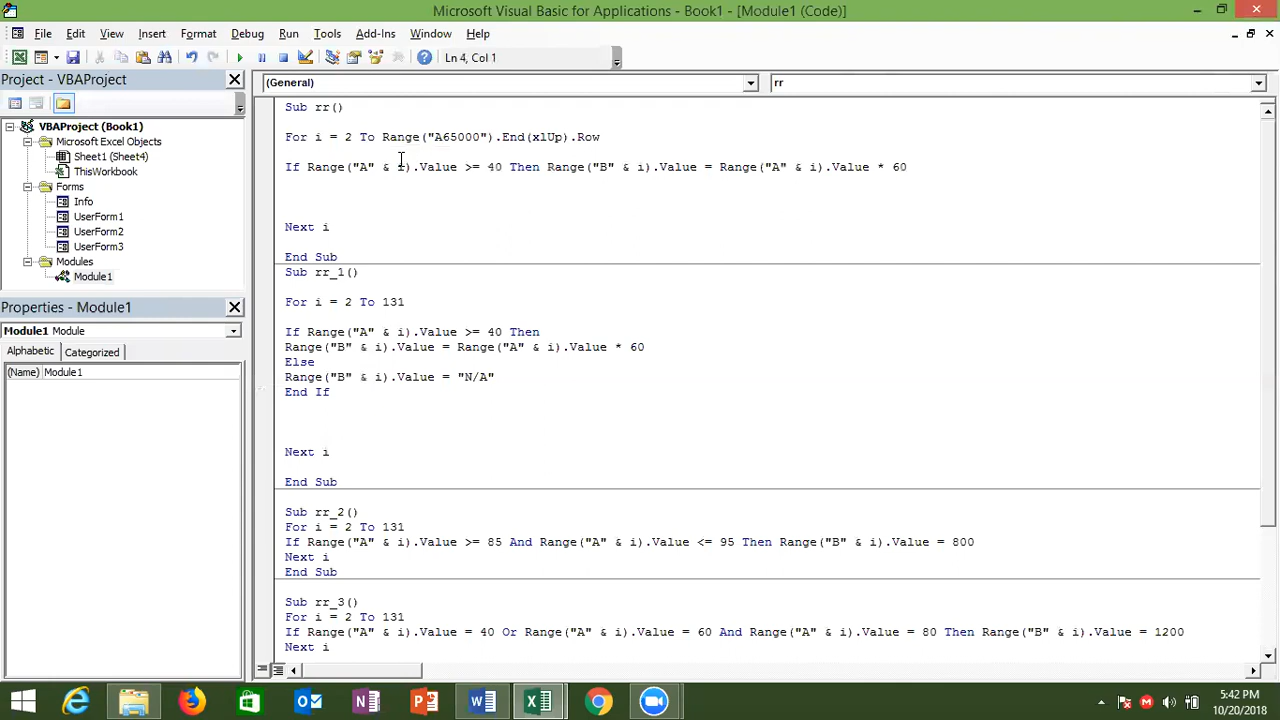 Microsoft Visual Basic for Applications - Book1 - [Module1 (Code)]
File Edit View Insert Format Debug Run Tools Add-Ins Window Help
Ln 4, Col 1
Project - VBAProject
(General)
rr
VBAProject (Book1)
Microsoft Excel Objects
Sheet1 (Sheet4)
ThisWorkbook
Forms
Info
UserForm1
UserForm2
UserForm3
Modules
Module1
Properties - Module1
Module1 Module
Alphabetic Categorized
(Name) Module1
Sub rr()
For i = 2 To Range("A65000").End(xlUp).Row
If Range("A" & i).Value >= 40 Then Range("B" & i).Value = Range("A" & i).Value * 60
Next i
End Sub
Sub rr_1()
For i = 2 To 131
If Range("A" & i).Value >= 40 Then
Range("B" & i).Value = Range("A" & i).Value * 60
Else
Range("B" & i).Value = "N/A"
End If
Next i
End Sub
Sub rr_2()
For i = 2 To 131
If Range("A" & i).Value >= 85 And Range("A" & i).Value <= 95 Then Range("B" & i).Value = 800
Next i
End Sub
Sub rr_3()
For i = 2 To 131
If Range("A" & i).Value = 40 Or Range("A" & i).Value = 60 And Range("A" & i).Value = 80 Then Range("B" & i).Value = 1200
Next i
5:42 PM
10/20/2018